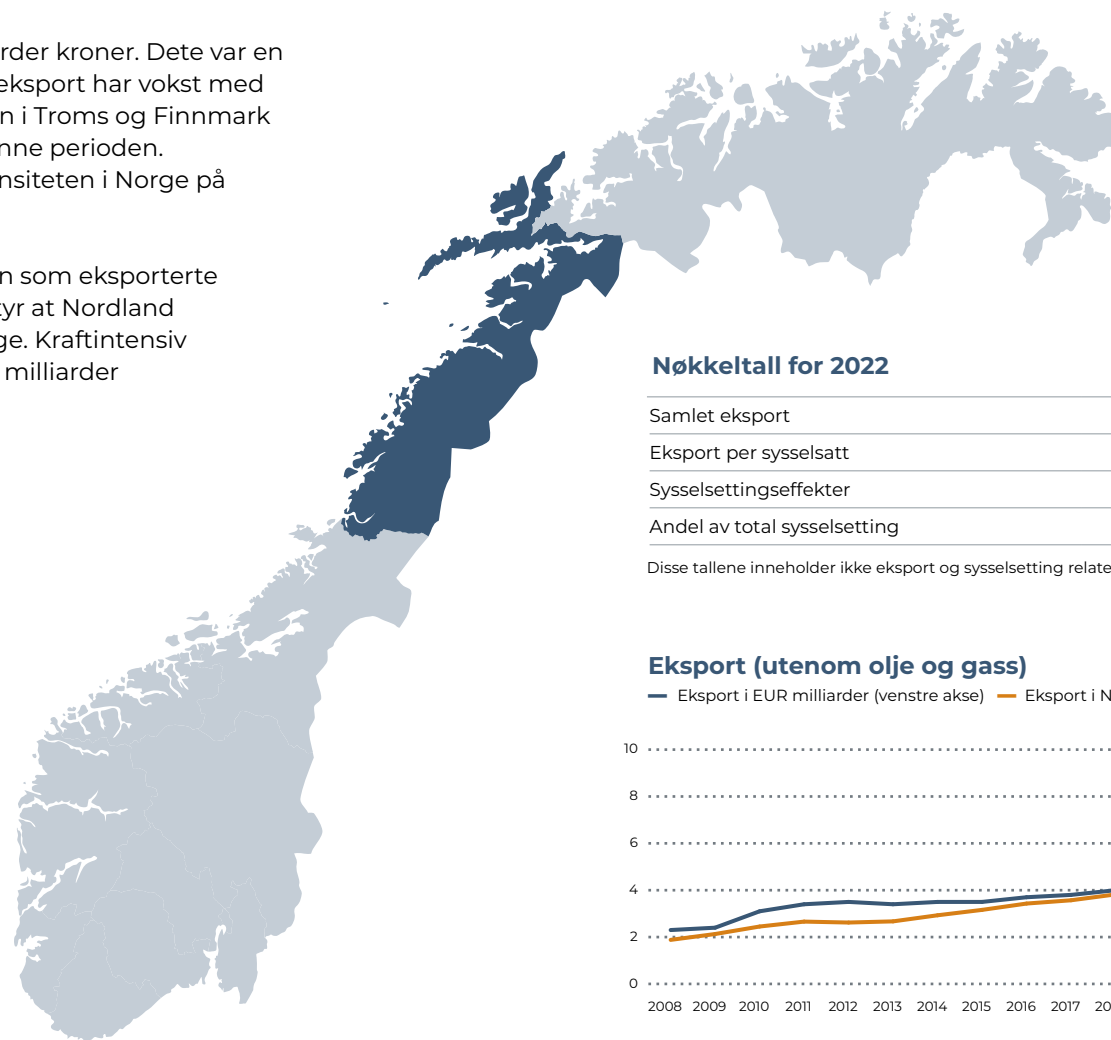 rder kroner. Dete var en
eksport har vokst med
n i Troms og Finnmark
nne perioden.
nsiteten i Norge på
n som eksporterte
tyr at Nordland
ge. Kraftintensiv
milliarder
Nøkkeltall for 2022
Samlet eksport
Eksport per sysselsatt
Sysselsettingseffekter
Andel av total sysselsetting
Disse tallene inneholder ikke eksport og sysselsetting relate
Eksport (utenom olje og gass)
Eksport i EUR milliarder (venstre akse) Eksport i N
10
8
6
4
2
0
2008 2009 2010 2011 2012 2013 2014 2015 2016 2017 20